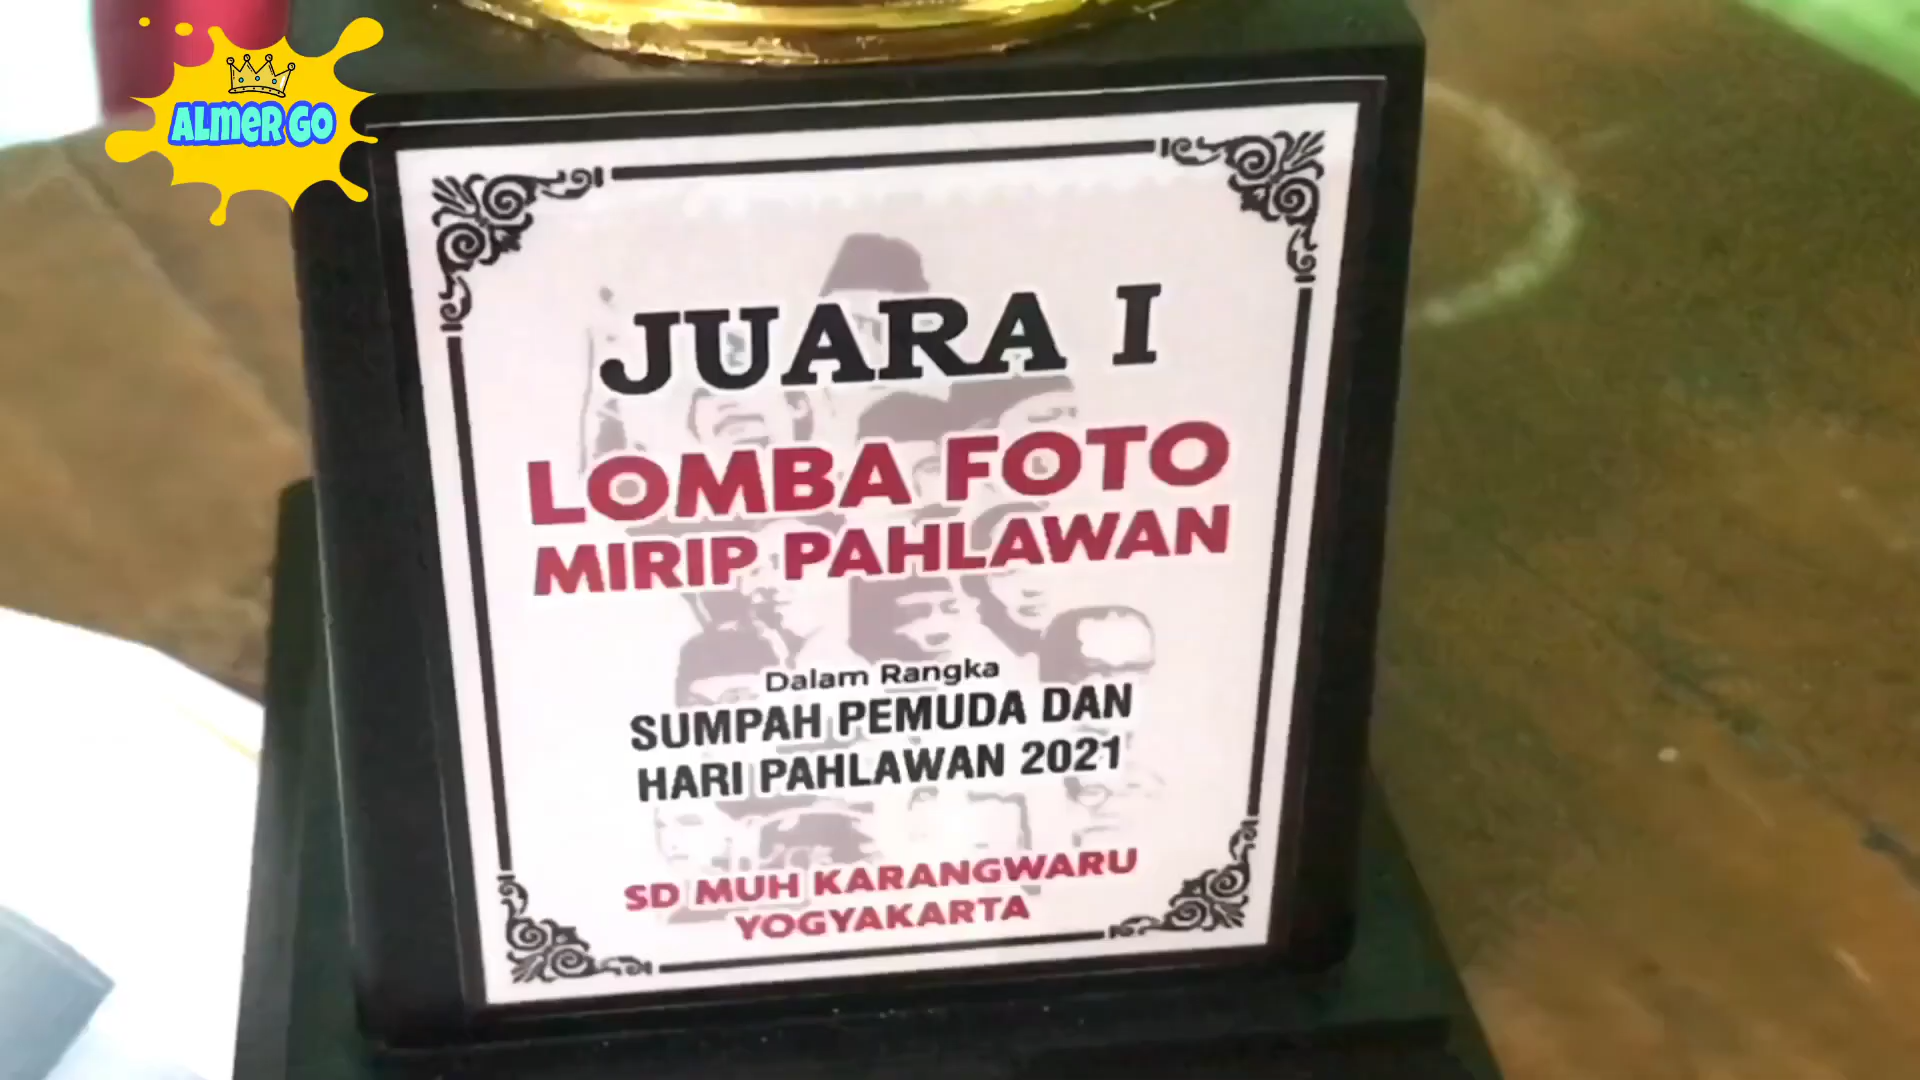 ALMER GO
JUARA I
LOMBA FOTO
MIRIP PAHLAWAN
Dalam Rangka
SUMPAH PEMUDA DAN
HARI PAHLAWAN 2021
SD MUH KARANGWARU
YOGYAKARTA